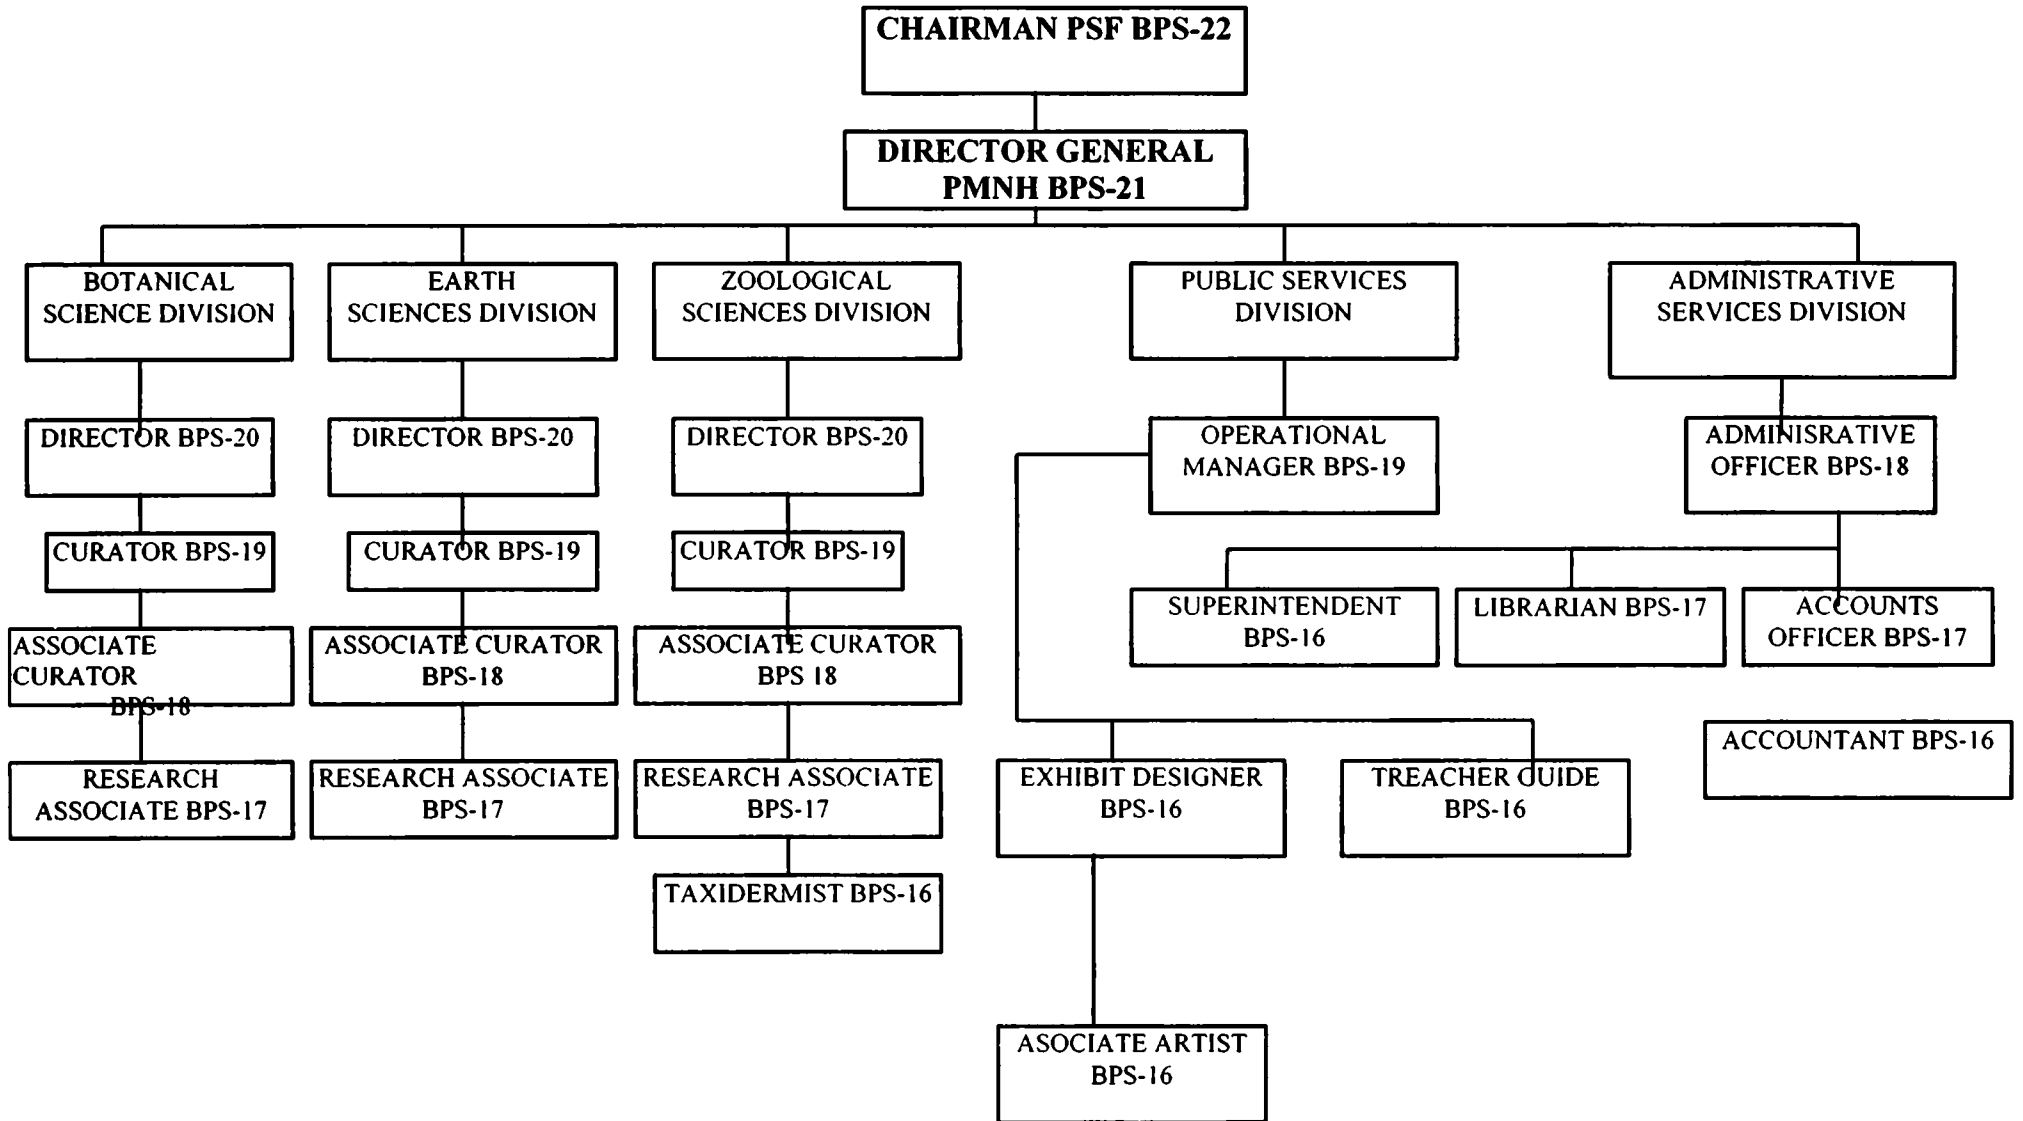 CHAIRMAN PSF BPS-22
DIRECTOR GENERAL
PMNH BPS-21
BOTANICAL
SCIENCE DIVISION
EARTH
SCIENCES DIVISION
ZOOLOGICAL
SCIENCES DIVISION
PUBLIC SERVICES
DIVISION
ADMINISTRATIVE
SERVICES DIVISION
DIRECTOR BPS-20
DIRECTOR BPS-20
DIRECTOR BPS-20
OPERATIONAL
MANAGER BPS-19
ADMINISRATIVE
OFFICER BPS-18
CURATOR BPS-19
CURATOR BPS-19
CURATOR BPS-19
SUPERINTENDENT
BPS-16
LIBRARIAN BPS-17
ACCOUNTS
OFFICER BPS-17
ASSOCIATE
CURATOR
BPS-18
ASSOCIATE CURATOR
BPS-18
ASSOCIATE CURATOR
BPS 18
ACCOUNTANT BPS-16
RESEARCH
ASSOCIATE BPS-17
RESEARCH ASSOCIATE
BPS-17
RESEARCH ASSOCIATE
BPS-17
EXHIBIT DESIGNER
BPS-16
TREACHER GUIDE
BPS-16
TAXIDERMIST BPS-16
ASOCIATE ARTIST
BPS-16